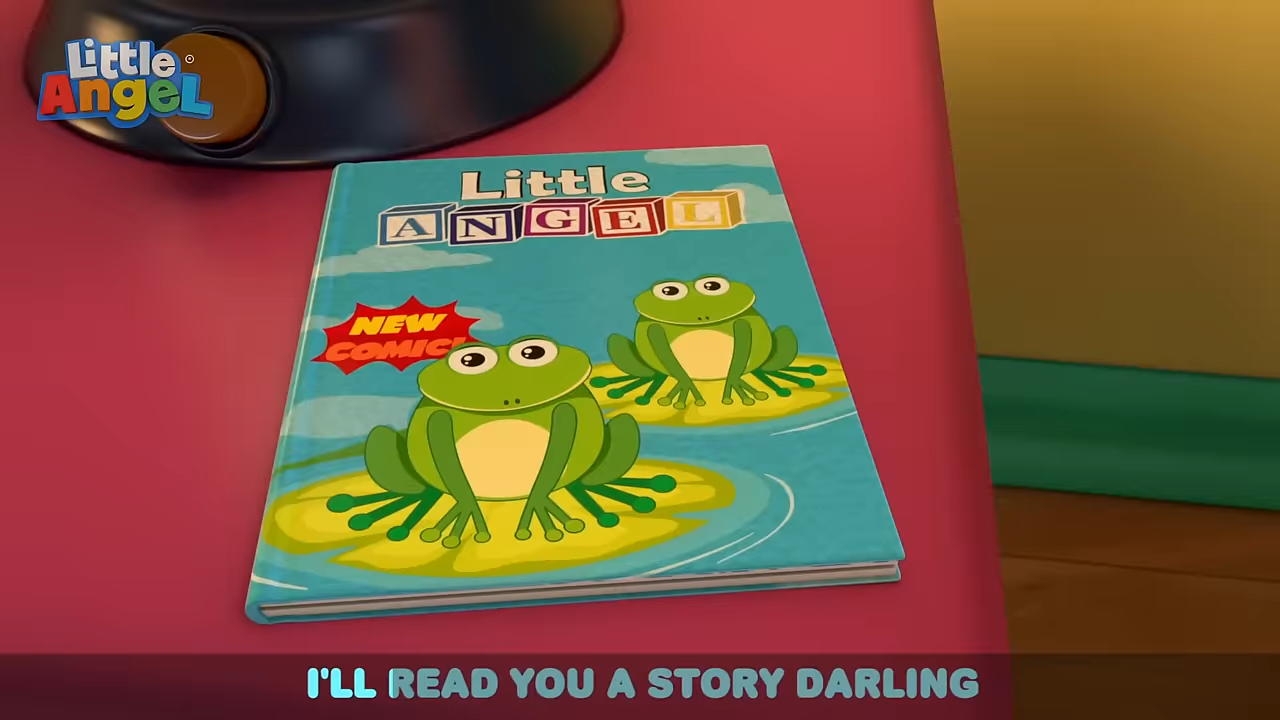 Little
Angel
Little
ANGEL
NEW
COMIC!
I'LL READ YOU A STORY DARLING